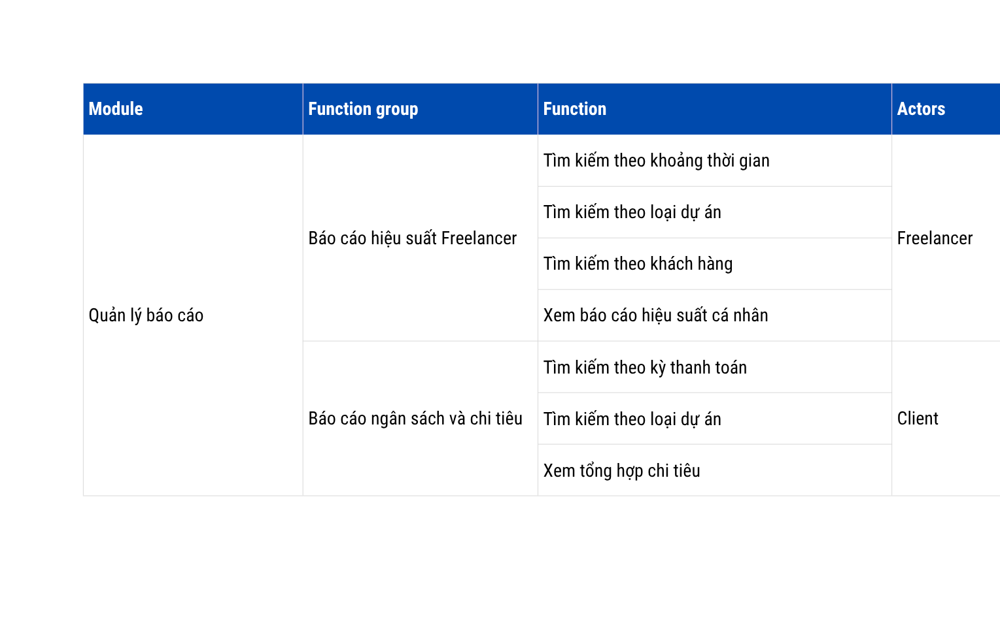 Module
Function group
Function
Actors
Quản lý báo cáo
Báo cáo hiệu suất Freelancer
Tìm kiếm theo khoảng thời gian
Tìm kiếm theo loại dự án
Tìm kiếm theo khách hàng
Xem báo cáo hiệu suất cá nhân
Freelancer
Báo cáo ngân sách và chi tiêu
Tìm kiếm theo kỳ thanh toán
Tìm kiếm theo loại dự án
Xem tổng hợp chi tiêu
Client